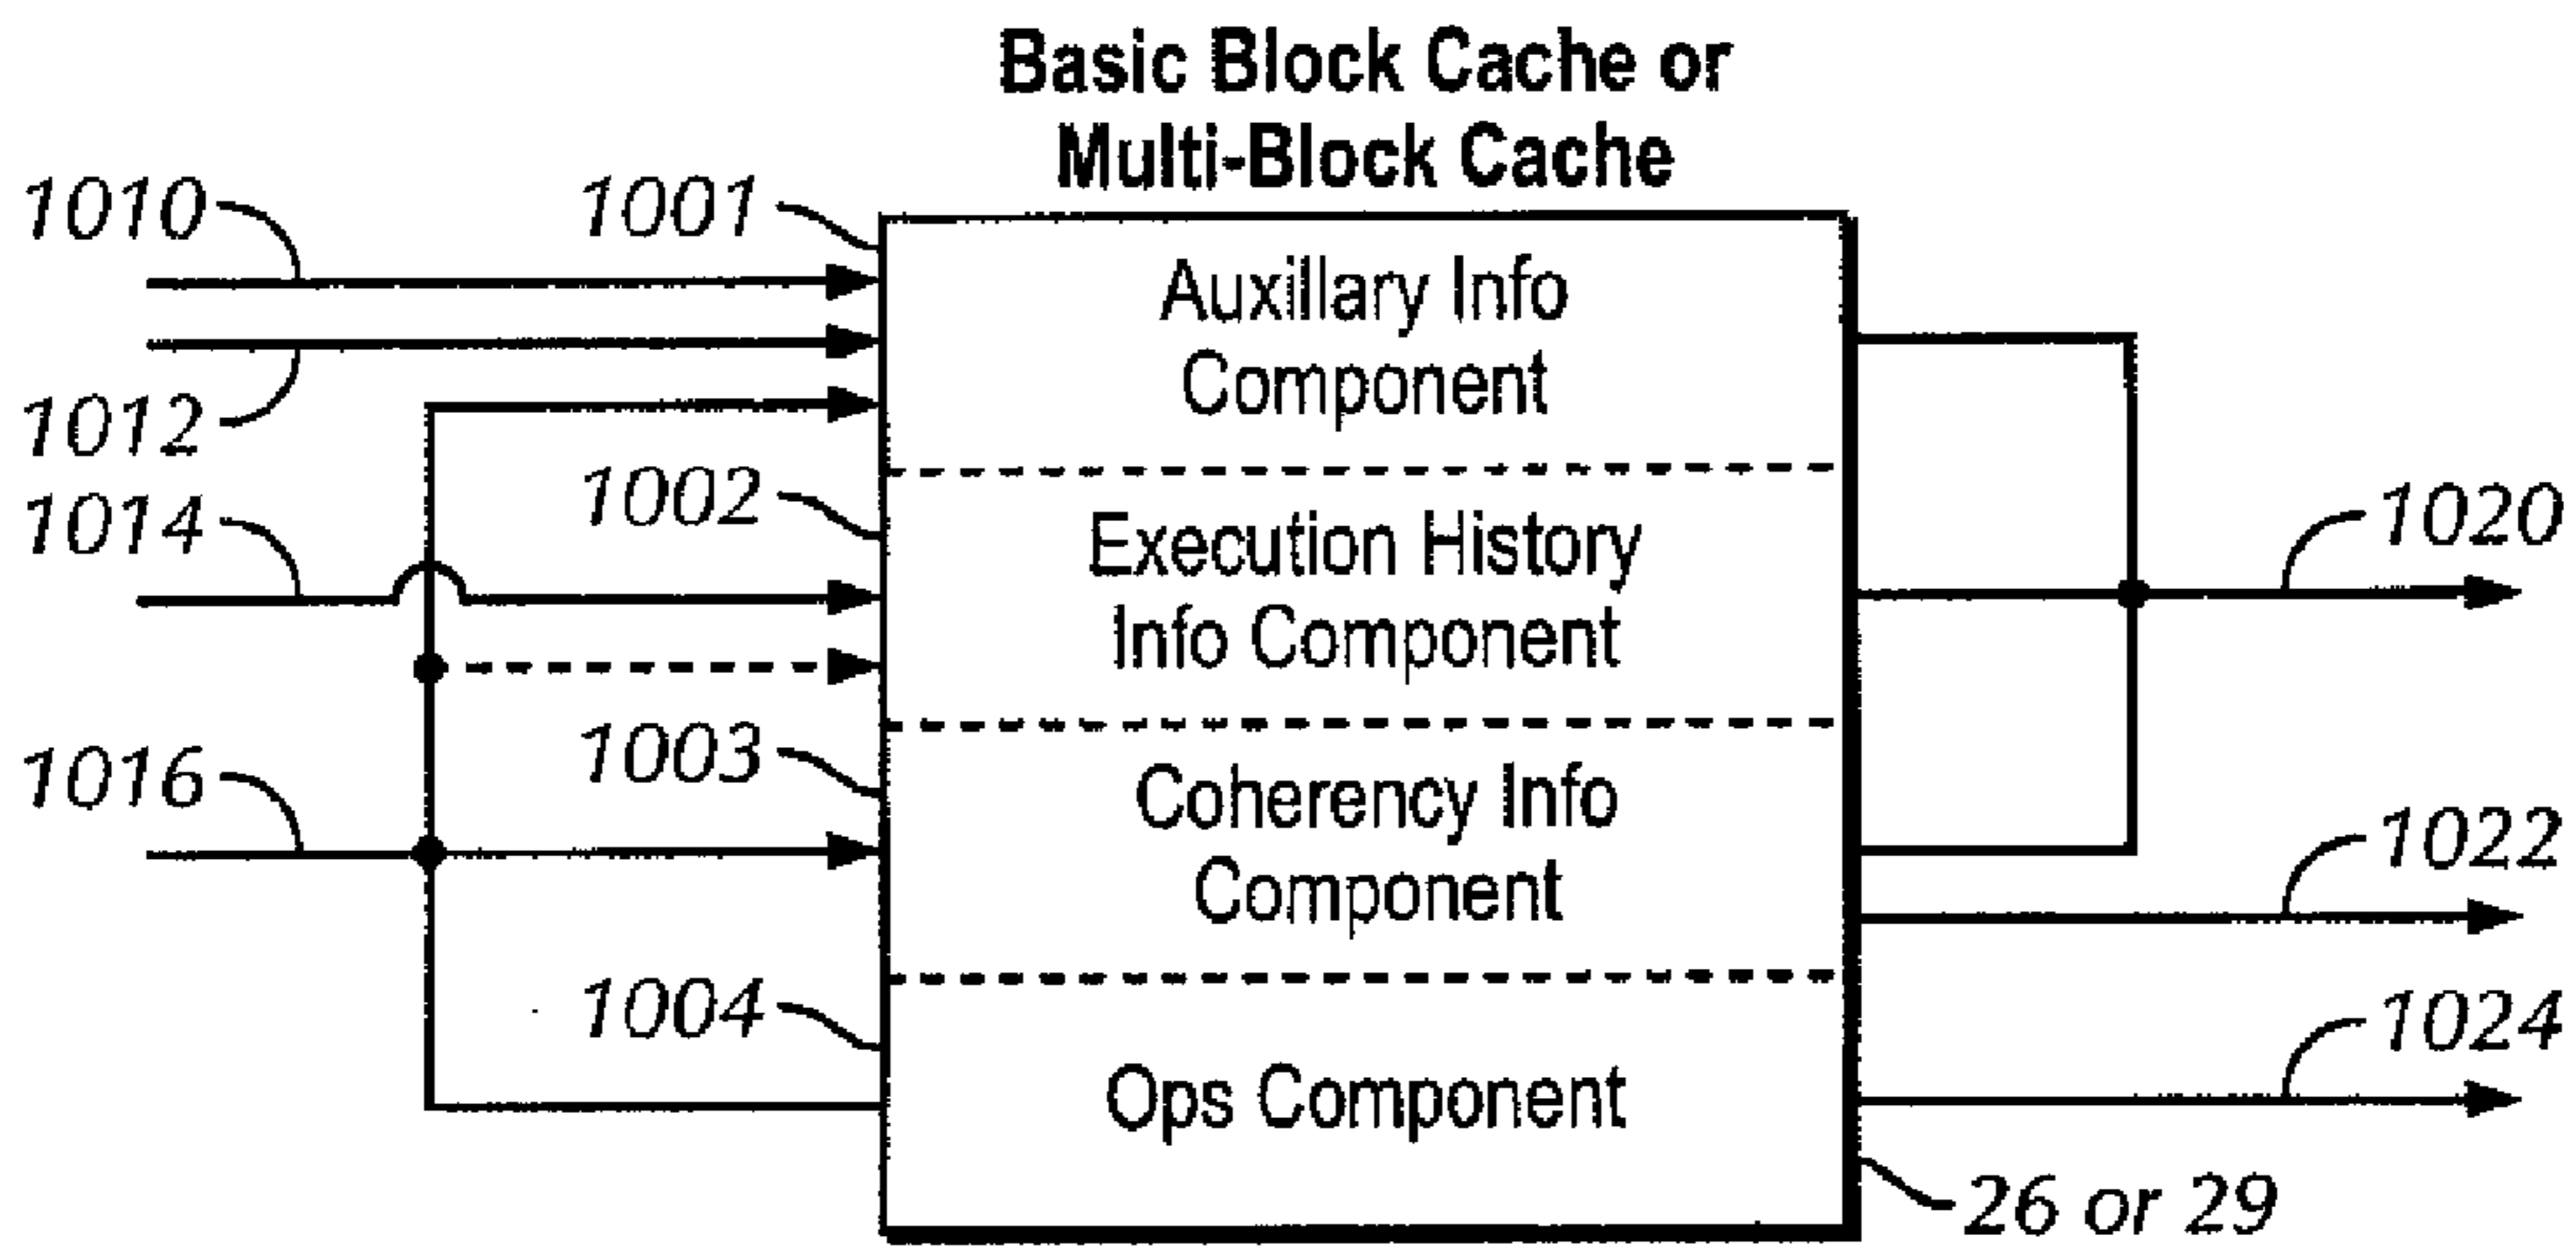 Basic Block Cache or
Multi-Block Cache
1010
1001
Auxillary Info
Component
1012
1002
1014
Execution History
Info Component
1020
1003
1016
Coherency Info
Component
1022
1004
1024
Ops Component
26 or 29